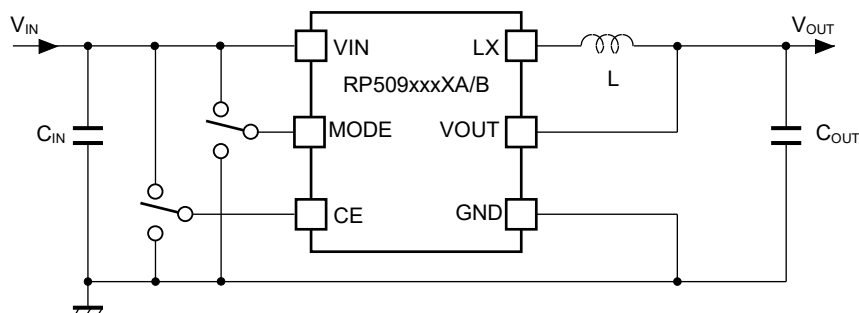 VIN
VOUT
VIN
LX
RP509xxxXA/B
L
CIN
MODE
VOUT
COUT
CE
GND